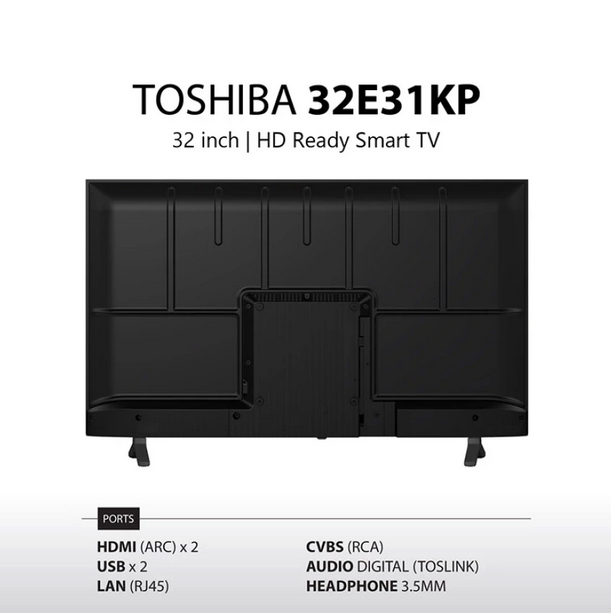 TOSHIBA 32E31KP
32 inch | HD Ready Smart TV
PORTS
HDMI (ARC) x 2
USB x 2
LAN (RJ45)
CVBS (RCA)
AUDIO DIGITAL (TOSLINK)
HEADPHONE 3.5MM